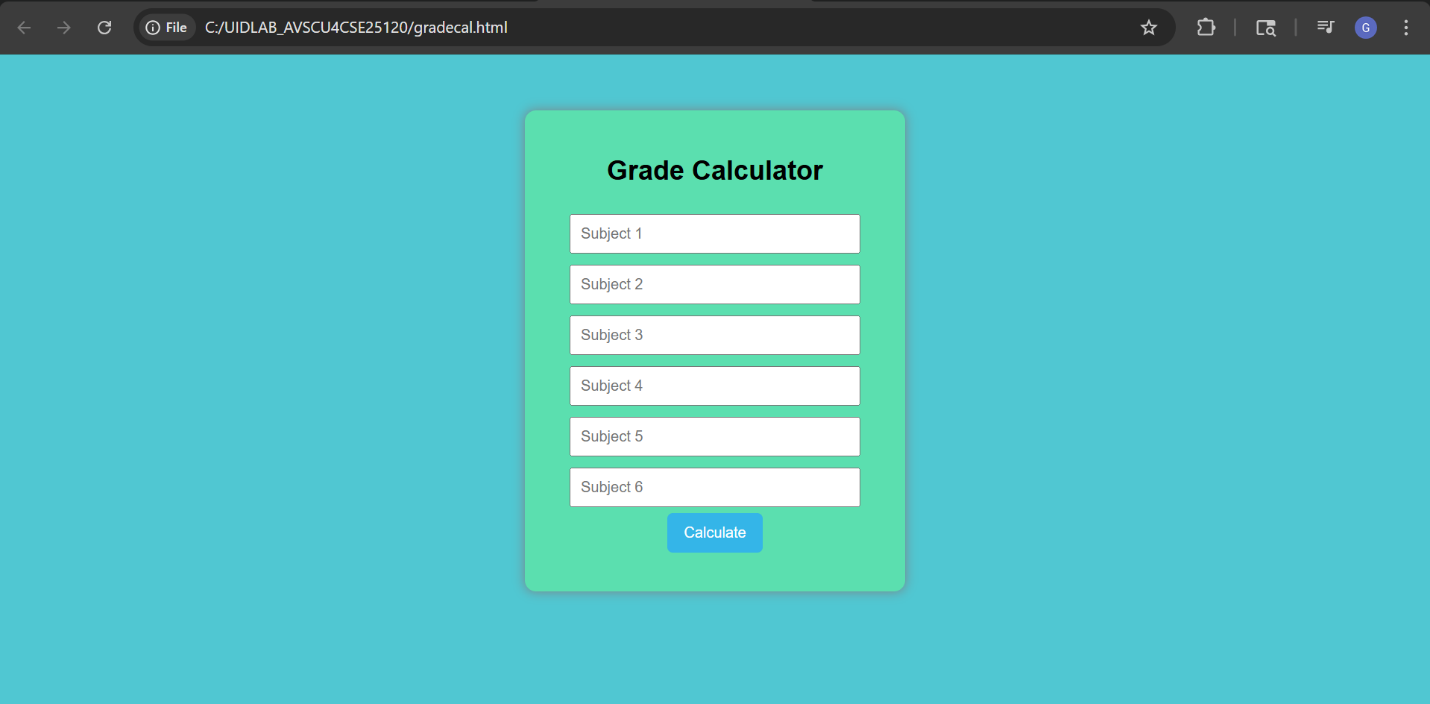 File C:/UIDLAB_AVSCU4CSE25120/gradecal.html
G
Grade Calculator
Subject 1
Subject 2
Subject 3
Subject 4
Subject 5
Subject 6
Calculate